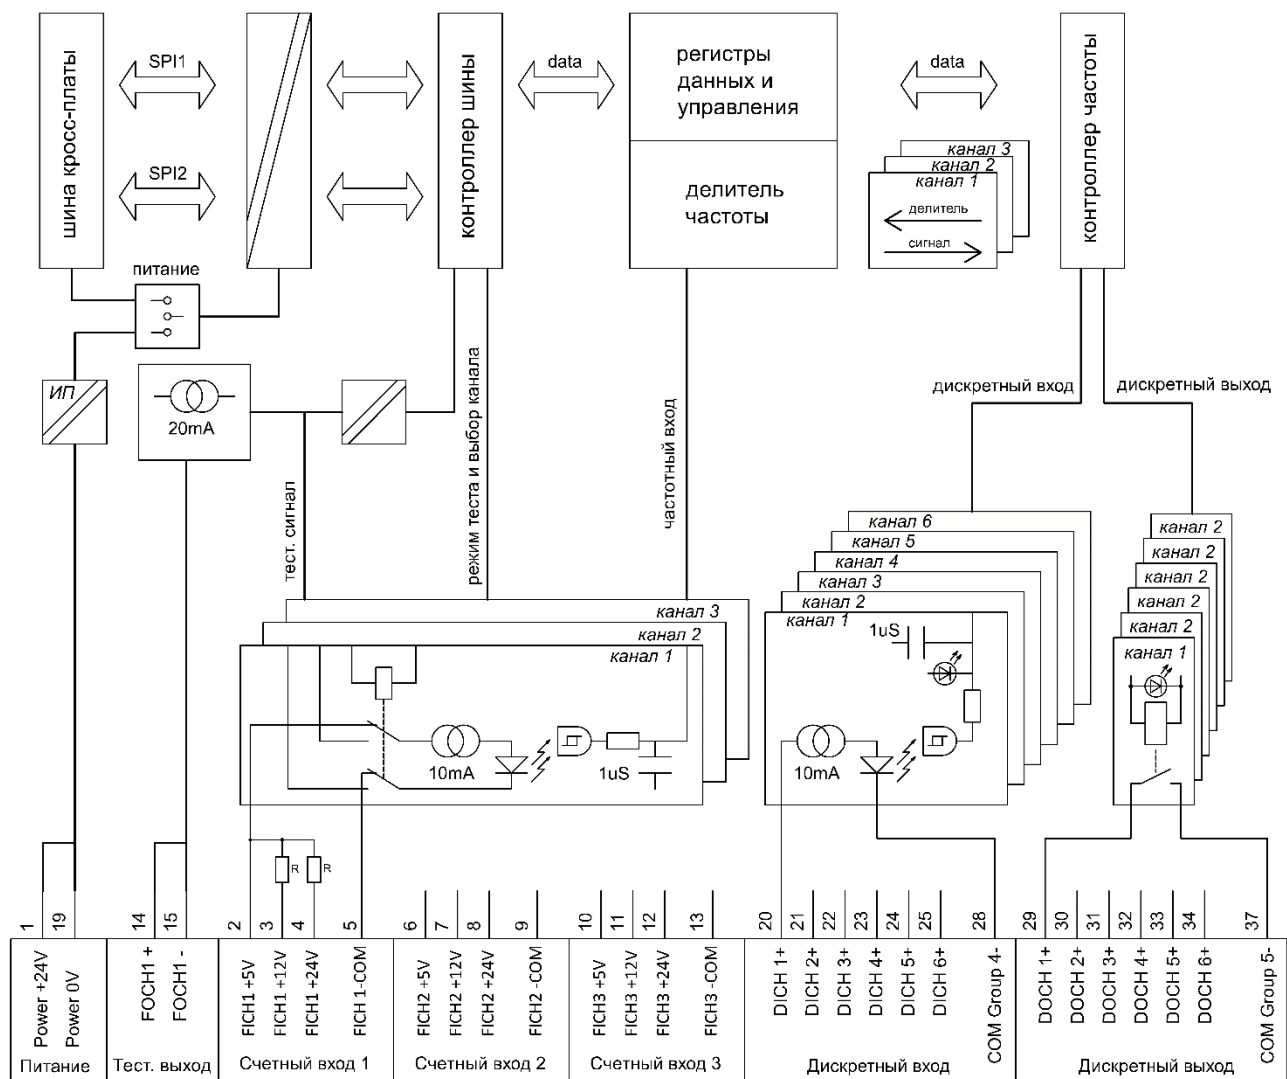 шина кросс-платы
SPI1
SPI2
контроллер шины
data
регистры
данных и
управления
делитель
частоты
data
канал 3
канал 2
канал 1
делитель
сигнал
контроллер частоты
питание
ИП
20mA
тест. сигнал
режим теста и выбор канала
частотный вход
дискретный вход
дискретный выход
канал 3
канал 2
канал 1
10mA
1uS
R
R
канал 6
канал 5
канал 4
канал 3
канал 2
канал 1
1uS
10mA
канал 2
канал 2
канал 2
канал 2
канал 2
канал 1
1
19
14
15
2
3
4
5
6
7
8
9
10
11
12
13
20
21
22
23
24
25
28
29
30
31
32
33
34
37
Power +24V
Power 0V
FOCH1 +
FOCH1 -
FICH1 +5V
FICH1 +12V
FICH1 +24V
FICH 1-COM
FICH2 +5V
FICH2 +12V
FICH2 +24V
FICH2 -COM
FICH3 +5V
FICH3 +12V
FICH3 +24V
FICH3 -COM
DICH 1+
DICH 2+
DICH 3+
DICH 4+
DICH 5+
DICH 6+
COM Group 4-
DOCH 1+
DOCH 2+
DOCH 3+
DOCH 4+
DOCH 5+
DOCH 6+
COM Group 5-
Питание
Тест. выход
Счетный вход 1
Счетный вход 2
Счетный вход 3
Дискретный вход
Дискретный выход